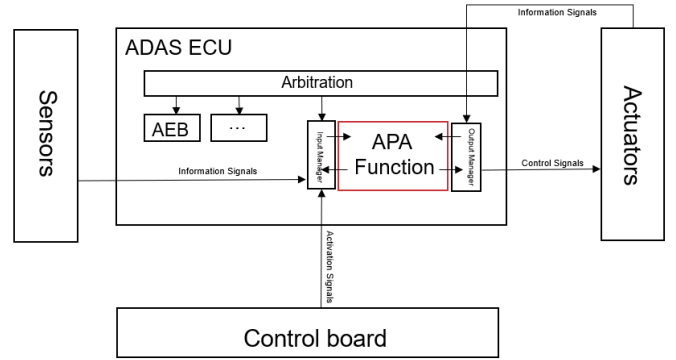 Information Signals
ADAS ECU
Sensors
Actuators
Arbitration
AEB
...
Input Manager
APA
Function
Output Manager
Information Signals
Control Signals
Activation Signals
Control board